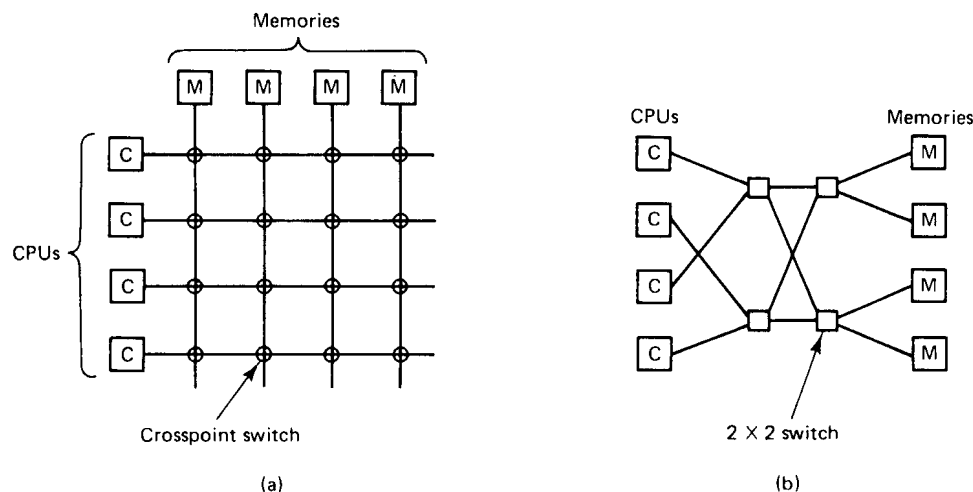 Memories
M M M M
C
C
CPUs
C
C
Crosspoint switch
(a)
CPUs Memories
C M
C M
C M
C M
2 X 2 switch
(b)